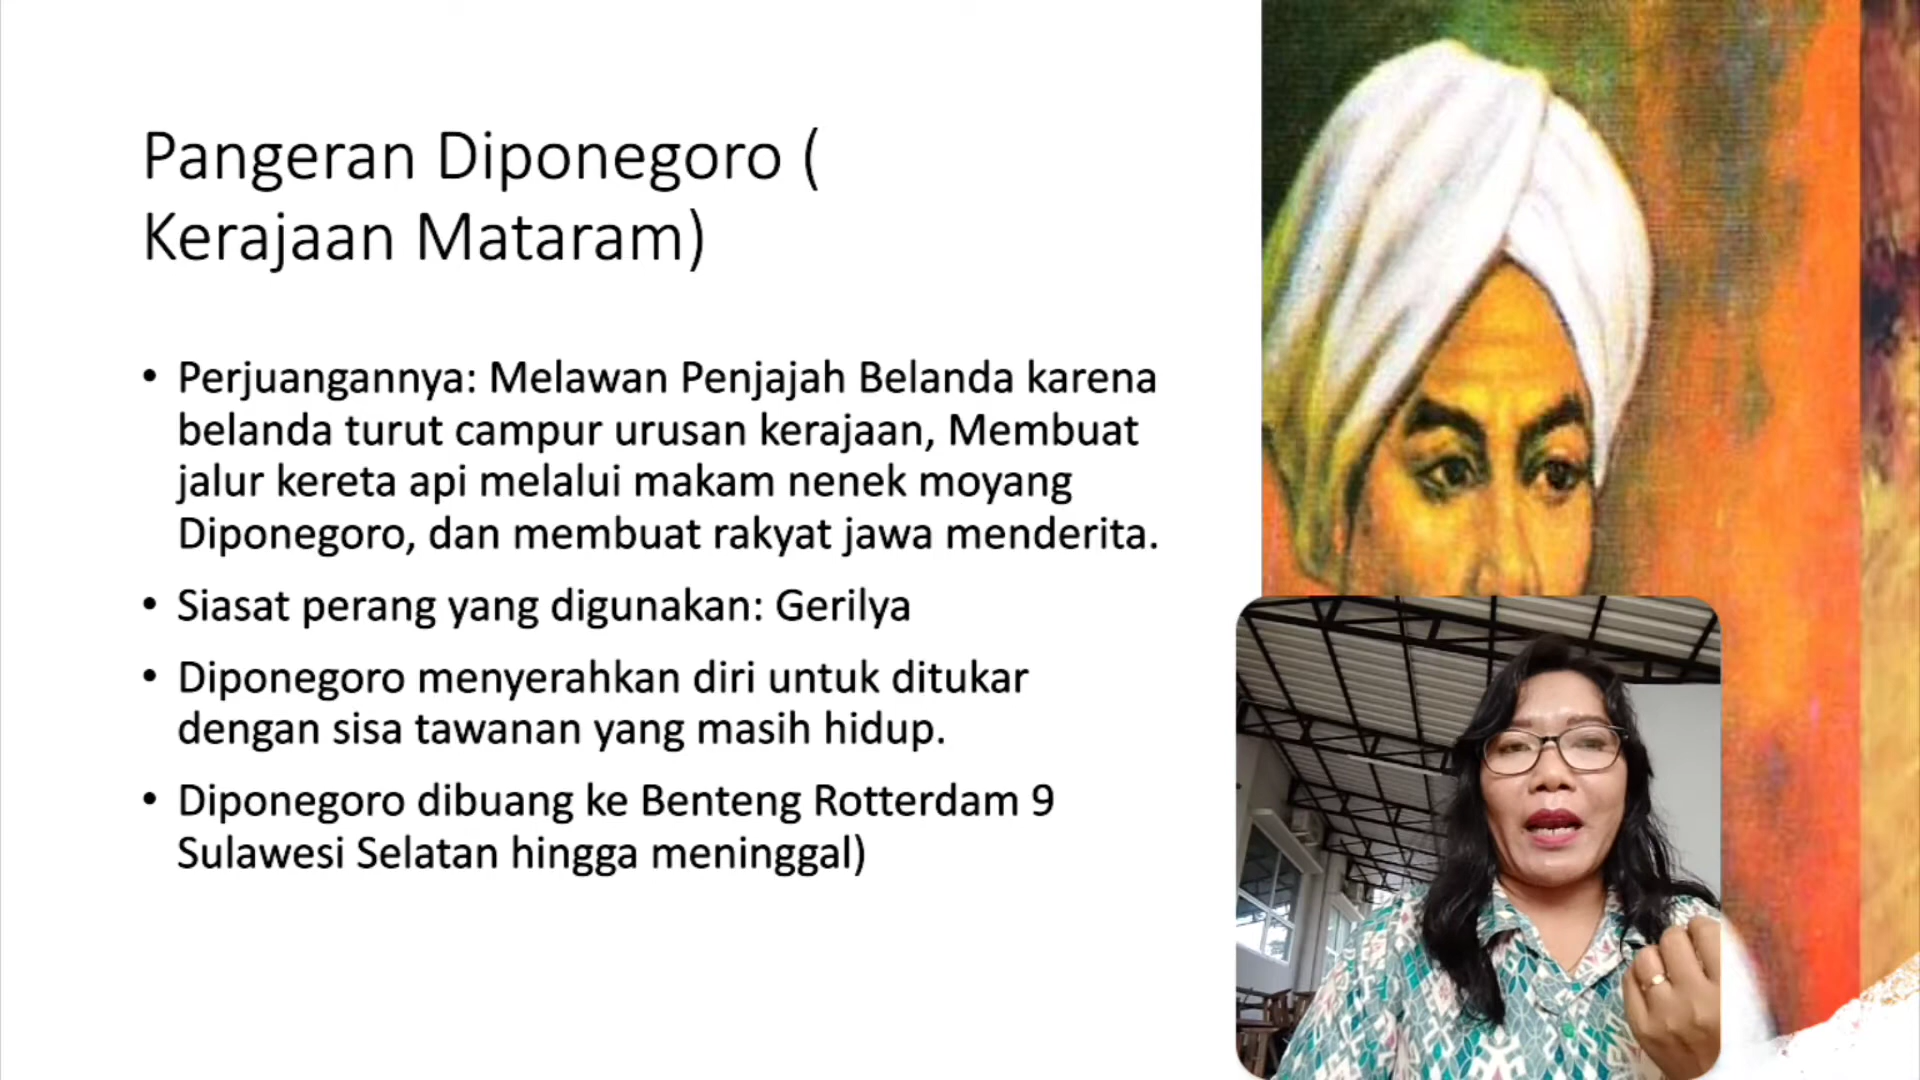 Pangeran Diponegoro (
Kerajaan Mataram)
• Perjuangannya: Melawan Penjajah Belanda karena
belanda turut campur urusan kerajaan, Membuat
jalur kereta api melalui makam nenek moyang
Diponegoro, dan membuat rakyat jawa menderita.
• Siasat perang yang digunakan: Gerilya
• Diponegoro menyerahkan diri untuk ditukar
dengan sisa tawanan yang masih hidup.
• Diponegoro dibuang ke Benteng Rotterdam 9
Sulawesi Selatan hingga meninggal)